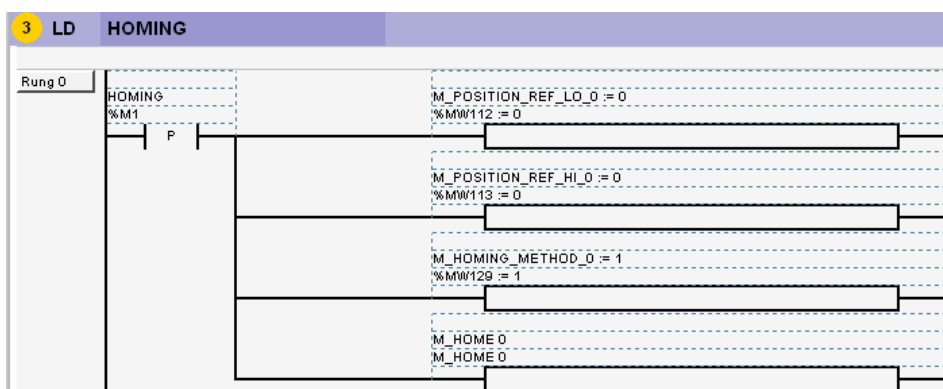 3 LD HOMING
Rung 0
HOMING
%M1
P
M_POSITION_REF_LO_0 := 0
%MW112 := 0
M_POSITION_REF_HI_0 := 0
%MW113 := 0
M_HOMING_METHOD_0 := 1
%MW129 := 1
M_HOME 0
M_HOME 0